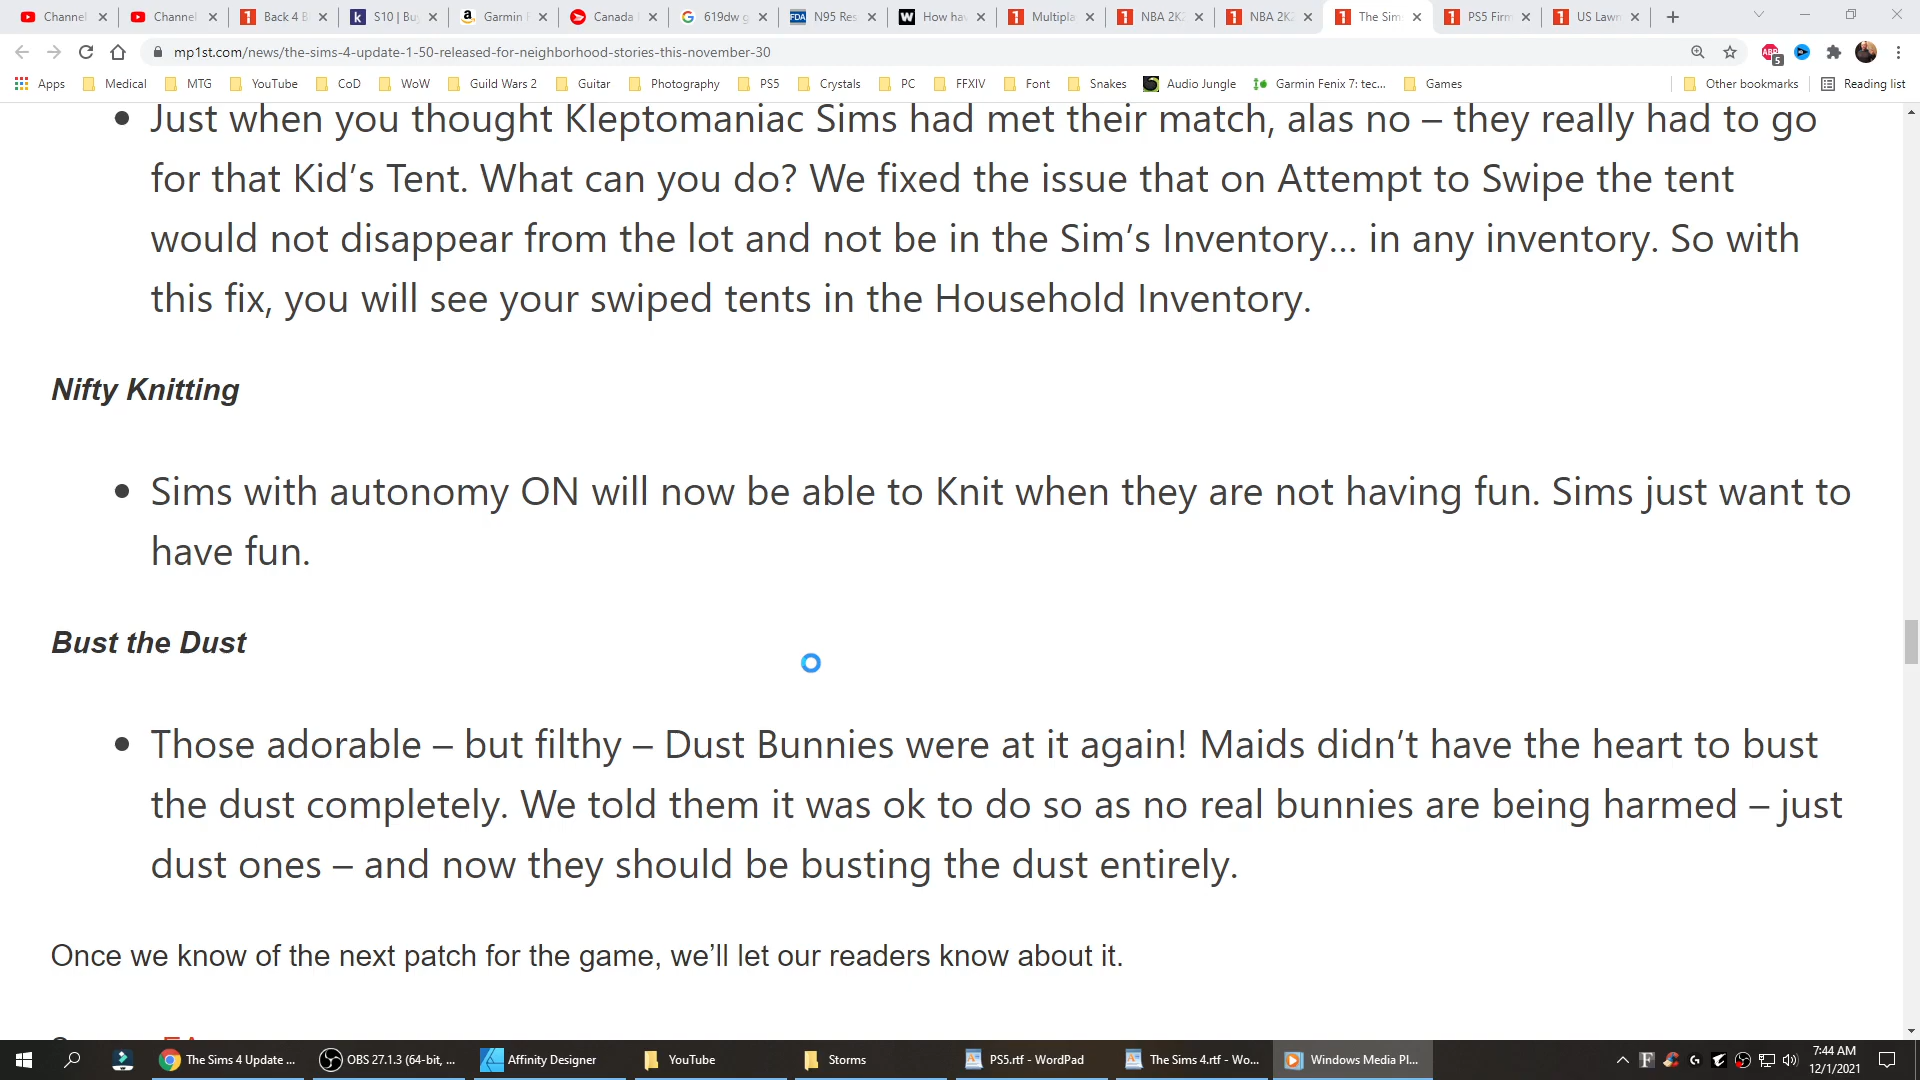 Channel
Channel
Back 4 B
S10 | Bu
Garmin F
Canada
619dw g
FDA
N95 Res
How ha
Multipla
NBA 2K2
NBA 2K2
The Sim
PS5 Firm
US Lawn
mp1st.com/news/the-sims-4-update-1-50-released-for-neighborhood-stories-this-november-30
ABP
5
Apps
Medical
MTG
YouTube
CoD
WoW
Guild Wars 2
Guitar
Photography
PS5
Crystals
PC
FFXIV
Font
Snakes
Audio Jungle
Garmin Fenix 7: tec...
Games
Other bookmarks
Reading list
Just when you thought Kleptomaniac Sims had met their match, alas no – they really had to go
for that Kid’s Tent. What can you do? We fixed the issue that on Attempt to Swipe the tent
would not disappear from the lot and not be in the Sim’s Inventory… in any inventory. So with
this fix, you will see your swiped tents in the Household Inventory.
Nifty Knitting
Sims with autonomy ON will now be able to Knit when they are not having fun. Sims just want to
have fun.
Bust the Dust
Those adorable – but filthy – Dust Bunnies were at it again! Maids didn’t have the heart to bust
the dust completely. We told them it was ok to do so as no real bunnies are being harmed – just
dust ones – and now they should be busting the dust entirely.
Once we know of the next patch for the game, we’ll let our readers know about it.
The Sims 4 Update ...
OBS 27.1.3 (64-bit, ...
Affinity Designer
YouTube
Storms
PS5.rtf - WordPad
The Sims 4.rtf - Wo...
Windows Media Pl...
7:44 AM
12/1/2021